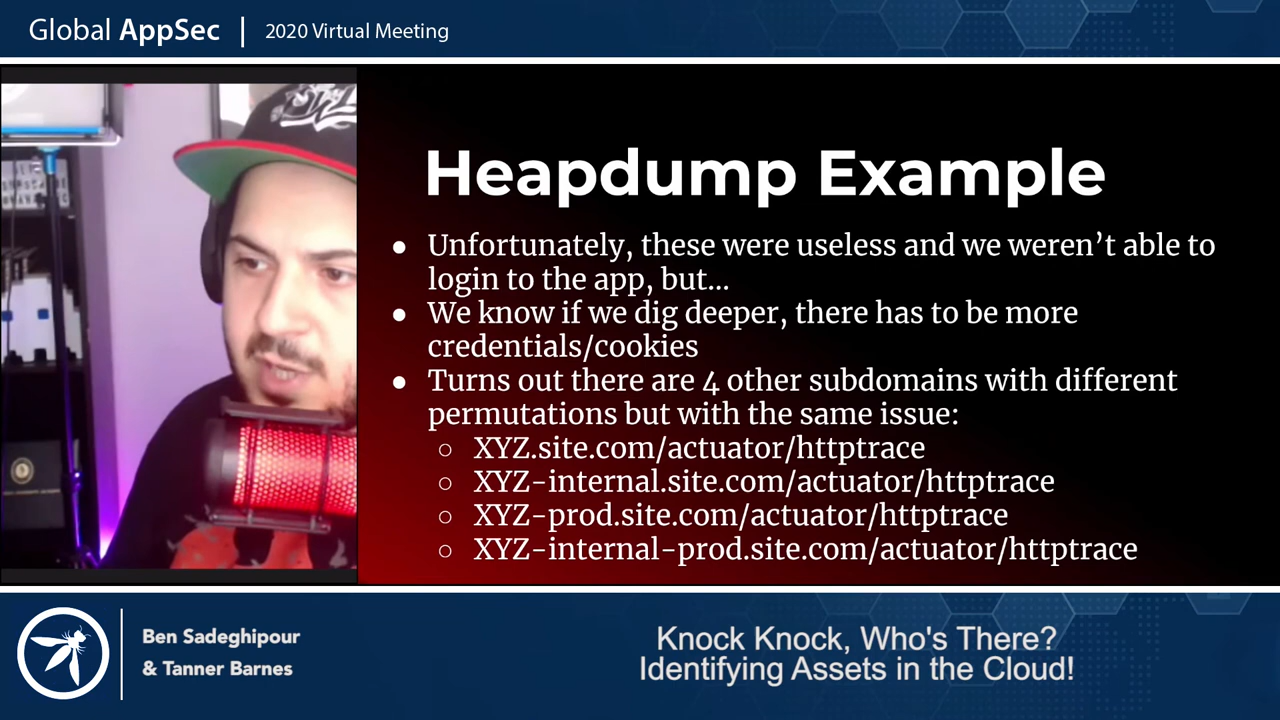 Global AppSec | 2020 Virtual Meeting
Heapdump Example
● Unfortunately, these were useless and we weren't able to
login to the app, but...
● We know if we dig deeper, there has to be more
credentials/cookies
● Turns out there are 4 other subdomains with different
permutations but with the same issue:
○ XYZ.site.com/actuator/httptrace
○ XYZ-internal.site.com/actuator/httptrace
○ XYZ-prod.site.com/actuator/httptrace
○ XYZ-internal-prod.site.com/actuator/httptrace
Ben Sadeghipour
& Tanner Barnes
Knock Knock, Who's There?
Identifying Assets in the Cloud!